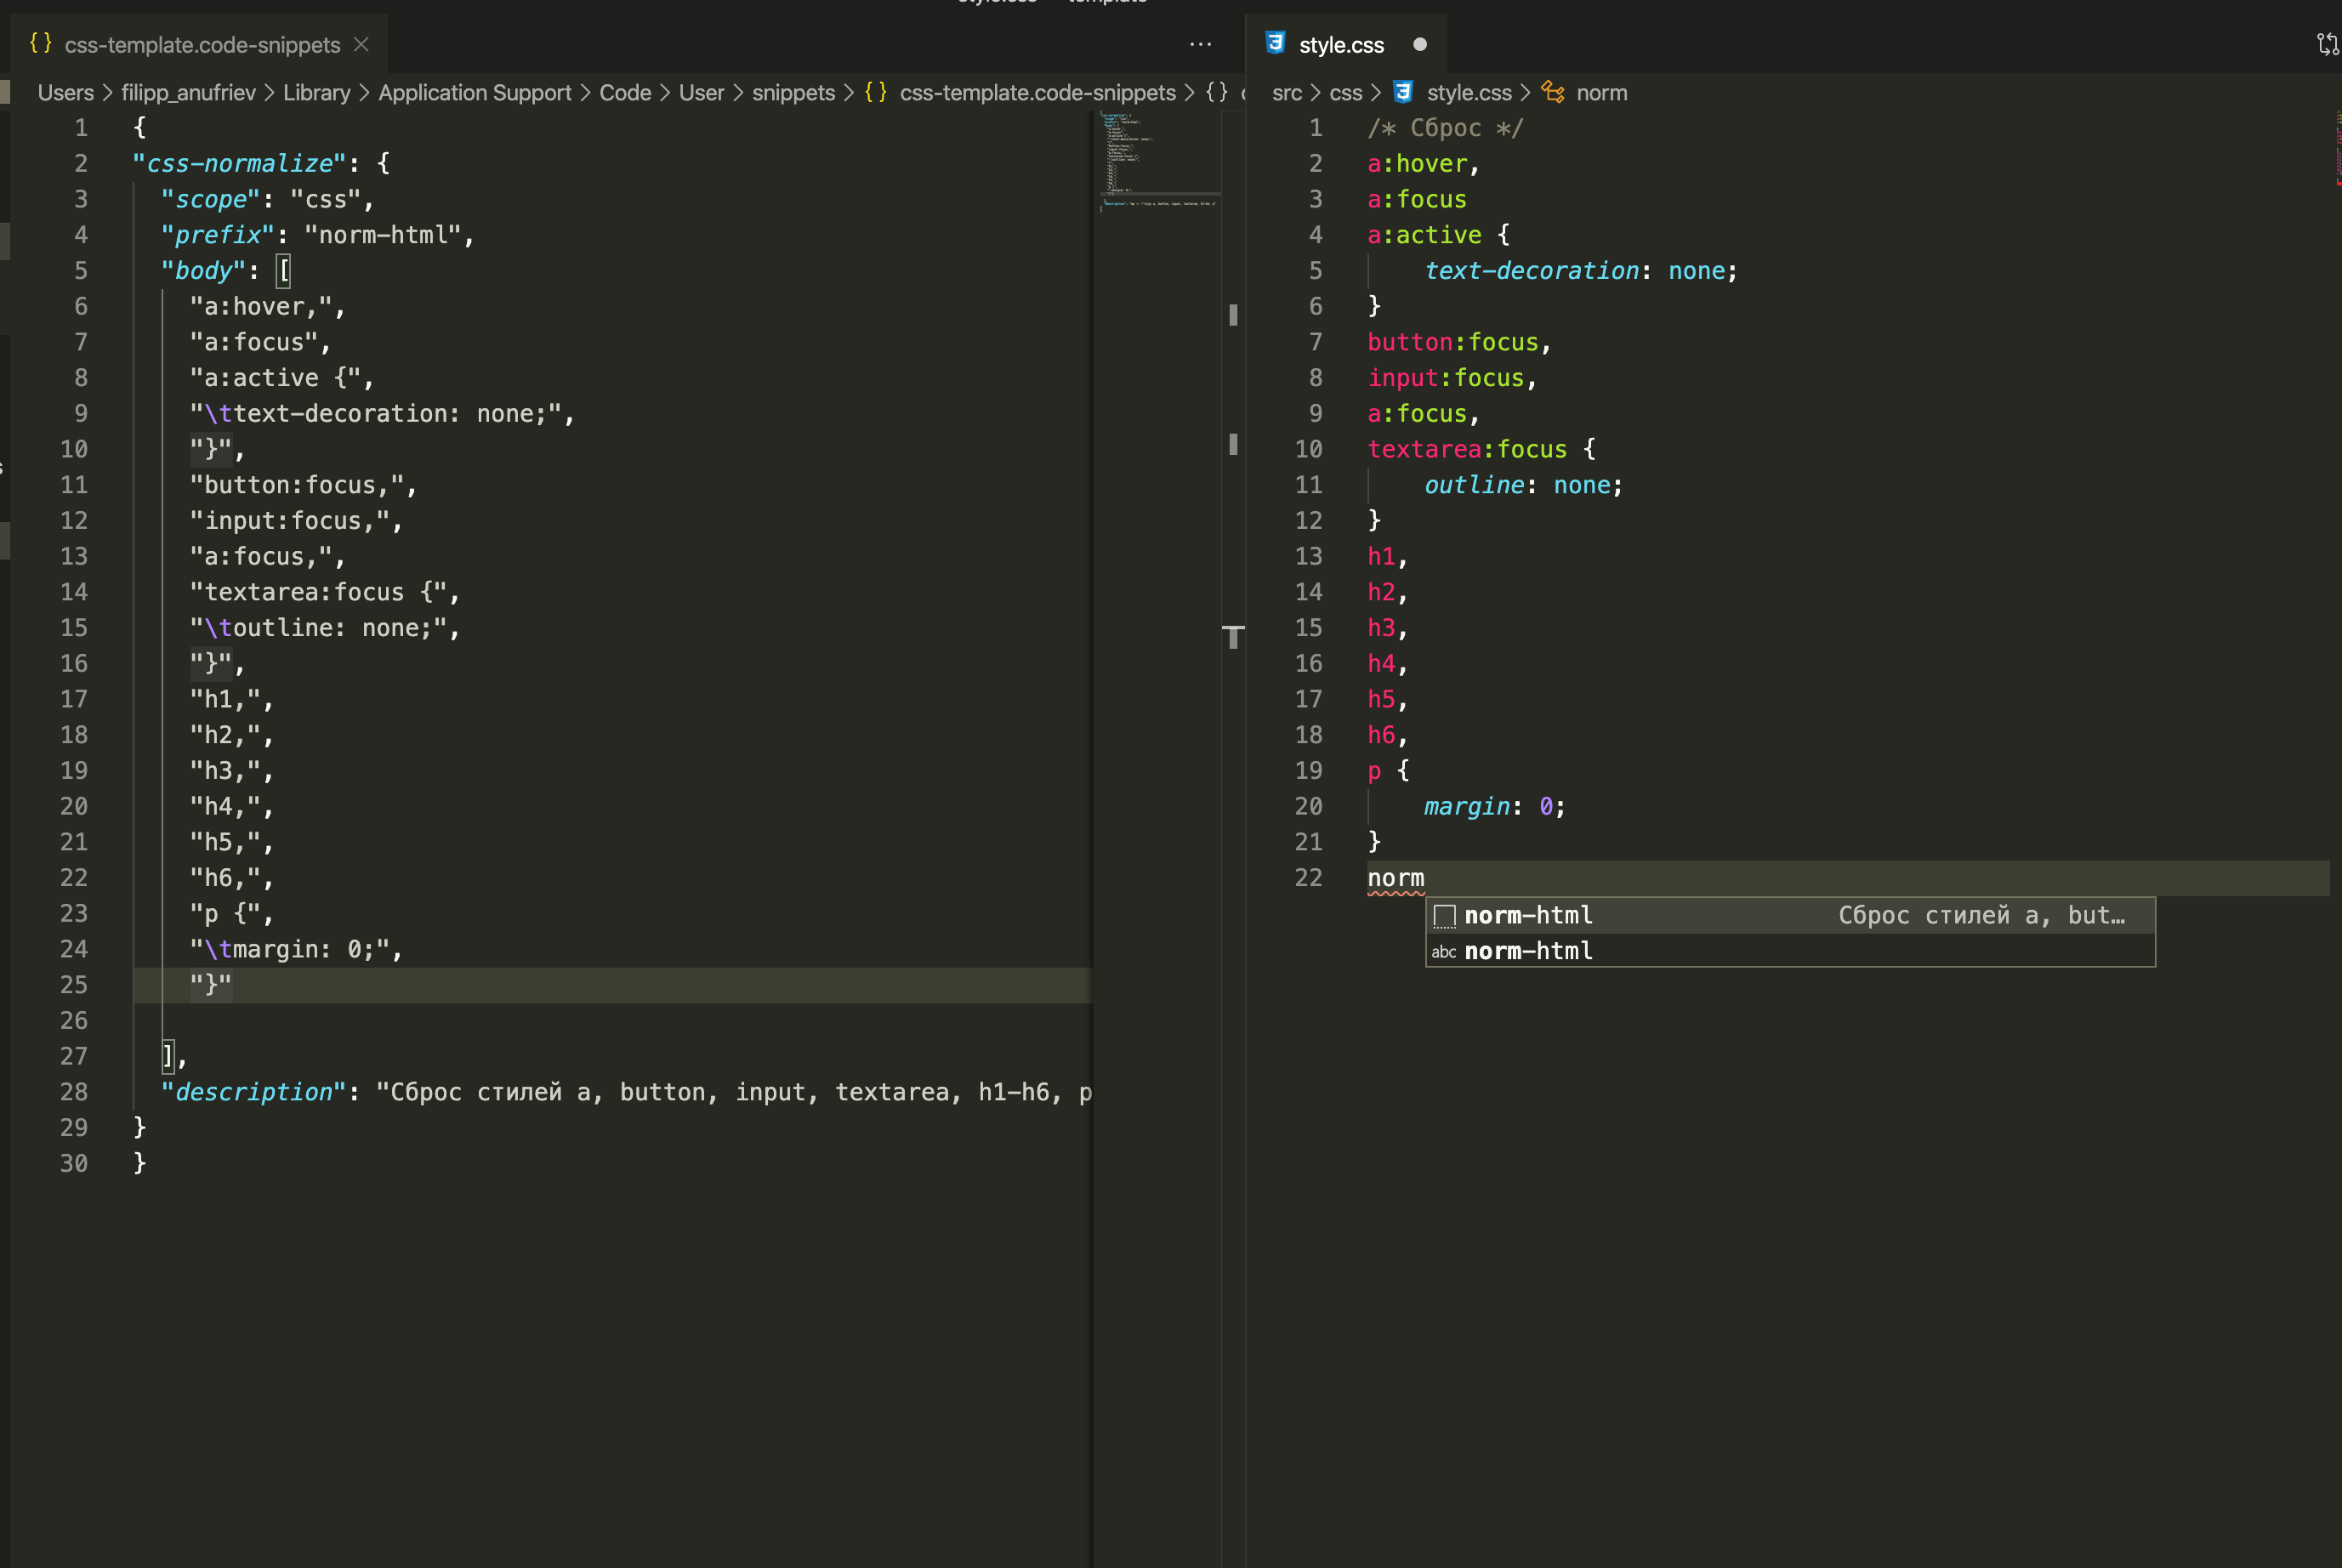 css-template.code-snippets
Users > filipp_anufriev > Library > Application Support > Code > User > snippets > {} css-template.code-snippets > {}
1 {
2 "css-normalize": {
3 "scope": "css",
4 "prefix": "norm-html",
5 "body": [
6 "a:hover,",
7 "a:focus",
8 "a:active {",
9 "\ttext-decoration: none;",
10 "}",
11 "button:focus,",
12 "input:focus,",
13 "a:focus,",
14 "textarea:focus {",
15 "\toutline: none;",
16 "}",
17 "h1,",
18 "h2,",
19 "h3,",
20 "h4,",
21 "h5,",
22 "h6,",
23 "p {",
24 "\tmargin: 0;",
25 "}"
26
27 ],
28 "description": "Сброс стилей a, button, input, textarea, h1-h6, p
29 }
30 }
style.css
src > css > style.css > norm
1 /* Сброс */
2 a:hover,
3 a:focus
4 a:active {
5 text-decoration: none;
6 }
7 button:focus,
8 input:focus,
9 a:focus,
10 textarea:focus {
11 outline: none;
12 }
13 h1,
14 h2,
15 h3,
16 h4,
17 h5,
18 h6,
19 p {
20 margin: 0;
21 }
22 norm
norm-html Сброс стилей a, but…
abc norm-html